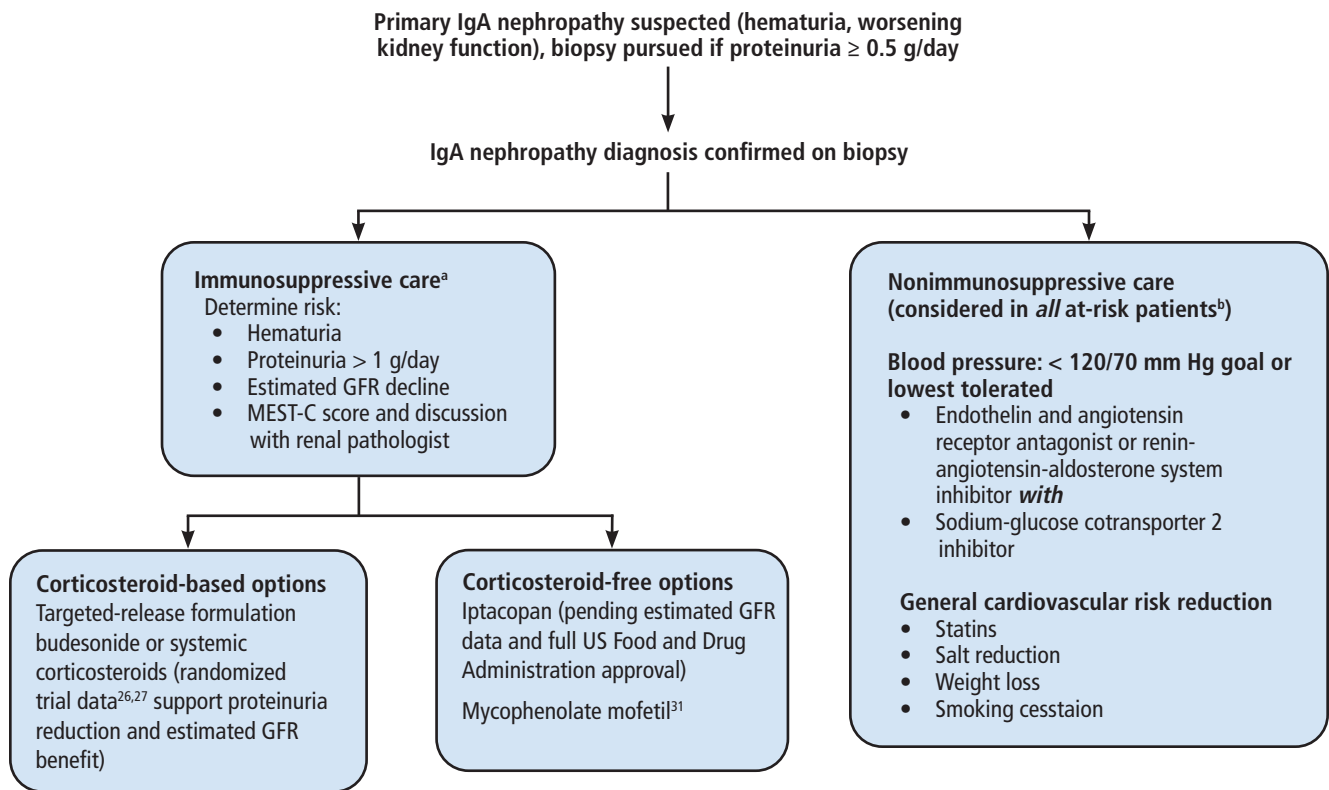 Primary IgA nephropathy suspected (hematuria, worsening
kidney function), biopsy pursued if proteinuria ≥ 0.5 g/day
IgA nephropathy diagnosis confirmed on biopsy
Immunosuppressive careᵃ
Determine risk:
• Hematuria
• Proteinuria > 1 g/day
• Estimated GFR decline
• MEST-C score and discussion
with renal pathologist
Nonimmunosuppressive care
(considered in all at-risk patientsᵇ)
Blood pressure: < 120/70 mm Hg goal or
lowest tolerated
• Endothelin and angiotensin
receptor antagonist or renin-
angiotensin-aldosterone system
inhibitor with
• Sodium-glucose cotransporter 2
inhibitor
General cardiovascular risk reduction
• Statins
• Salt reduction
• Weight loss
• Smoking cesstaion
Corticosteroid-based options
Targeted-release formulation
budesonide or systemic
corticosteroids (randomized
trial data²⁶,²⁷ support proteinuria
reduction and estimated GFR
benefit)
Corticosteroid-free options
Iptacopan (pending estimated GFR
data and full US Food and Drug
Administration approval)
Mycophenolate mofetil³¹